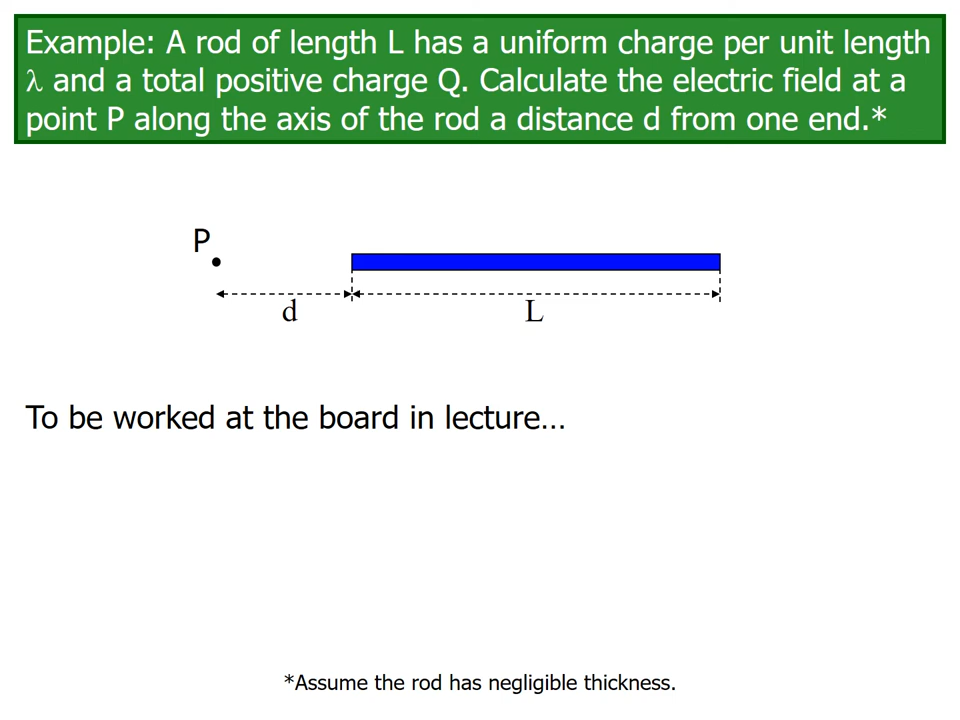 Example: A rod of length L has a uniform charge per unit length
λ and a total positive charge Q. Calculate the electric field at a
point P along the axis of the rod a distance d from one end.*
P
d
L
To be worked at the board in lecture…
*Assume the rod has negligible thickness.